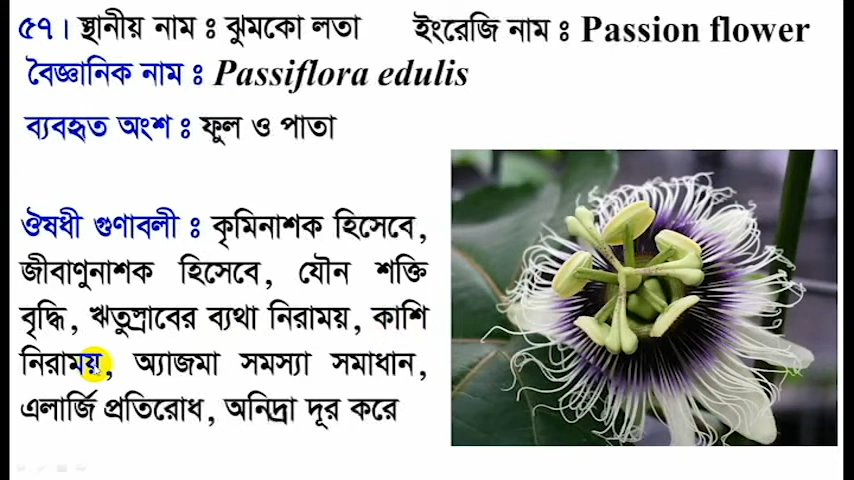 ৫৭। স্থানীয় নাম : ঝুমকো লতা ইংরেজি নাম : Passion flower
বৈজ্ঞানিক নাম : Passiflora edulis
ব্যবহৃত অংশ : ফুল ও পাতা
ঔষধী গুণাবলী : কৃমিনাশক হিসেবে,
জীবাণুনাশক হিসেবে, যৌন শক্তি
বৃদ্ধি, ঋতুস্রাবের ব্যথা নিরাময়, কাশি
নিরাময়, অ্যাজমা সমস্যা সমাধান,
এলার্জি প্রতিরোধ, অনিদ্রা দূর করে